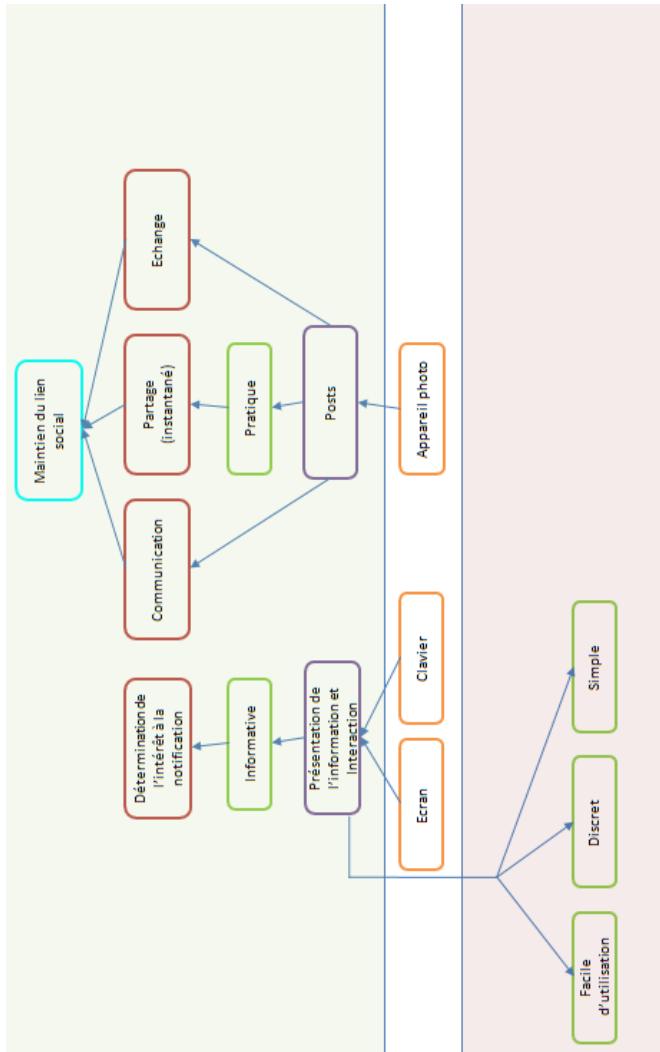 Maintien du lien
social
Communication
Partage
(instantané)
Echange
Détermination de
l'intérêt à la
notification
Informative
Pratique
Présentation de
l'information et
Interaction
Posts
Ecran
Clavier
Appareil photo
Facile
d'utilisation
Discret
Simple